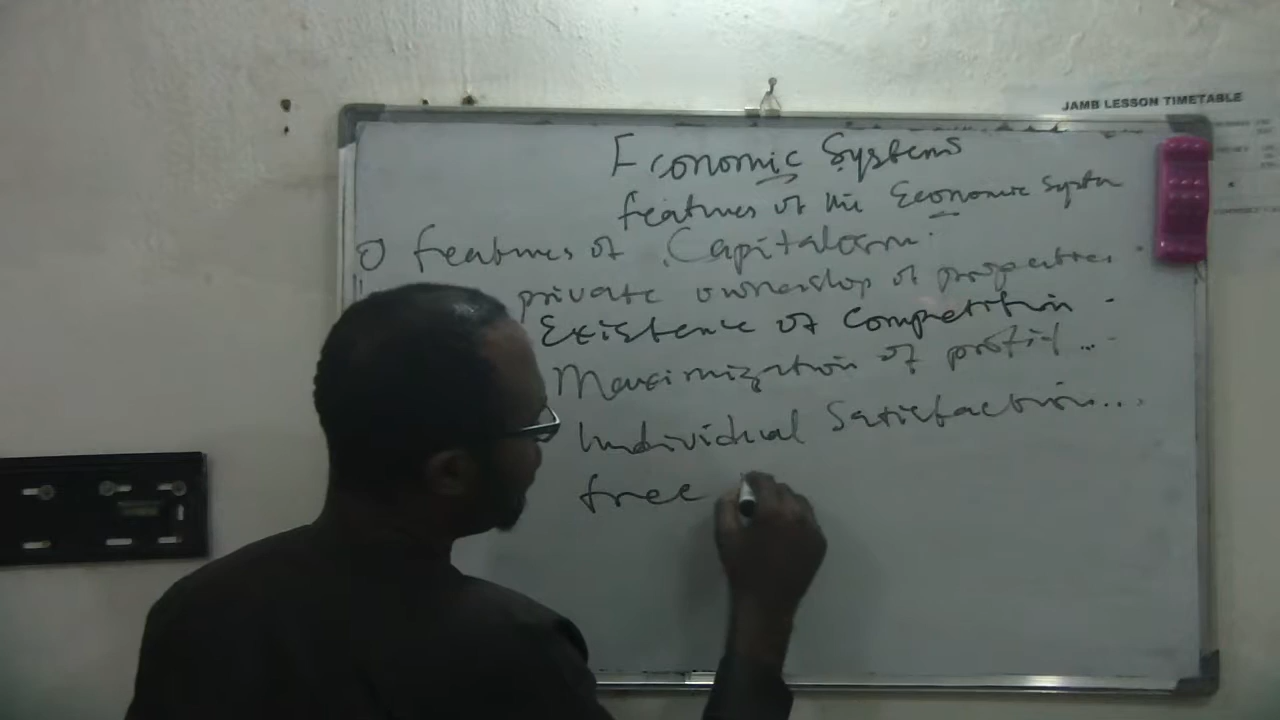 JAMB LESSON TIMETABLE
Economic Systems
features of the Economic System
features of Capitalism:
private ownership of properties
Existence of Competition
Maximization of profit...
Individual Satisfaction...
free